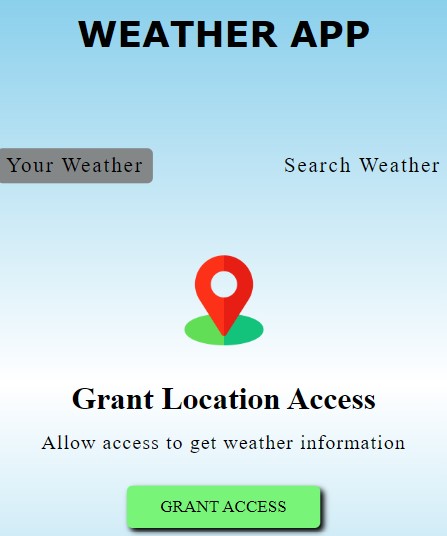 WEATHER APP
Your Weather Search Weather
Grant Location Access
Allow access to get weather information
GRANT ACCESS